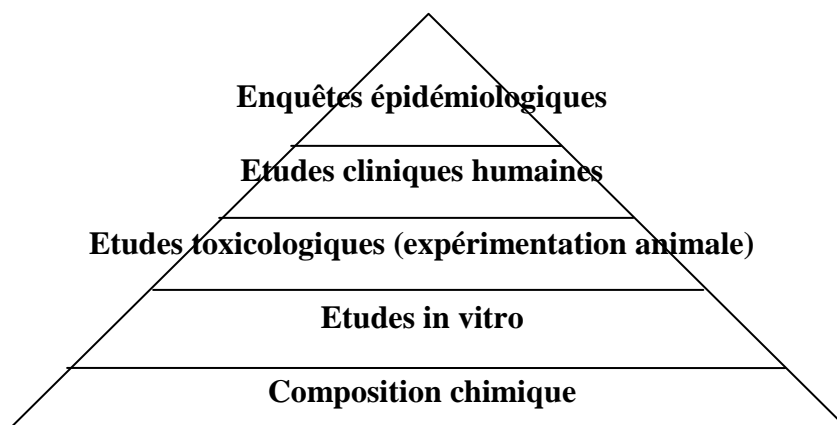 Enquêtes épidémiologiques
Etudes cliniques humaines
Etudes toxicologiques (expérimentation animale)
Etudes in vitro
Composition chimique